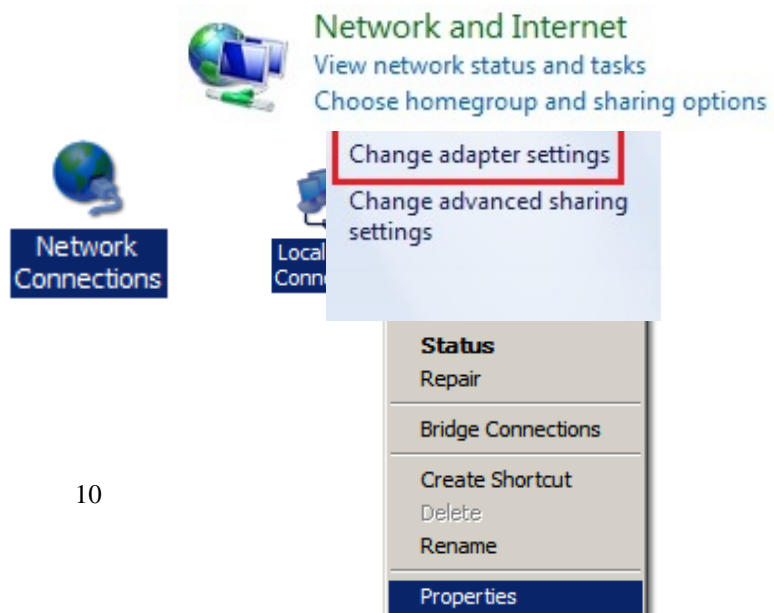 Network and Internet
View network status and tasks
Choose homegroup and sharing options
Change adapter settings
Change advanced sharing
settings
Network
Connections
Local
Status
Repair
Bridge Connections
Create Shortcut
Delete
Rename
Properties
10